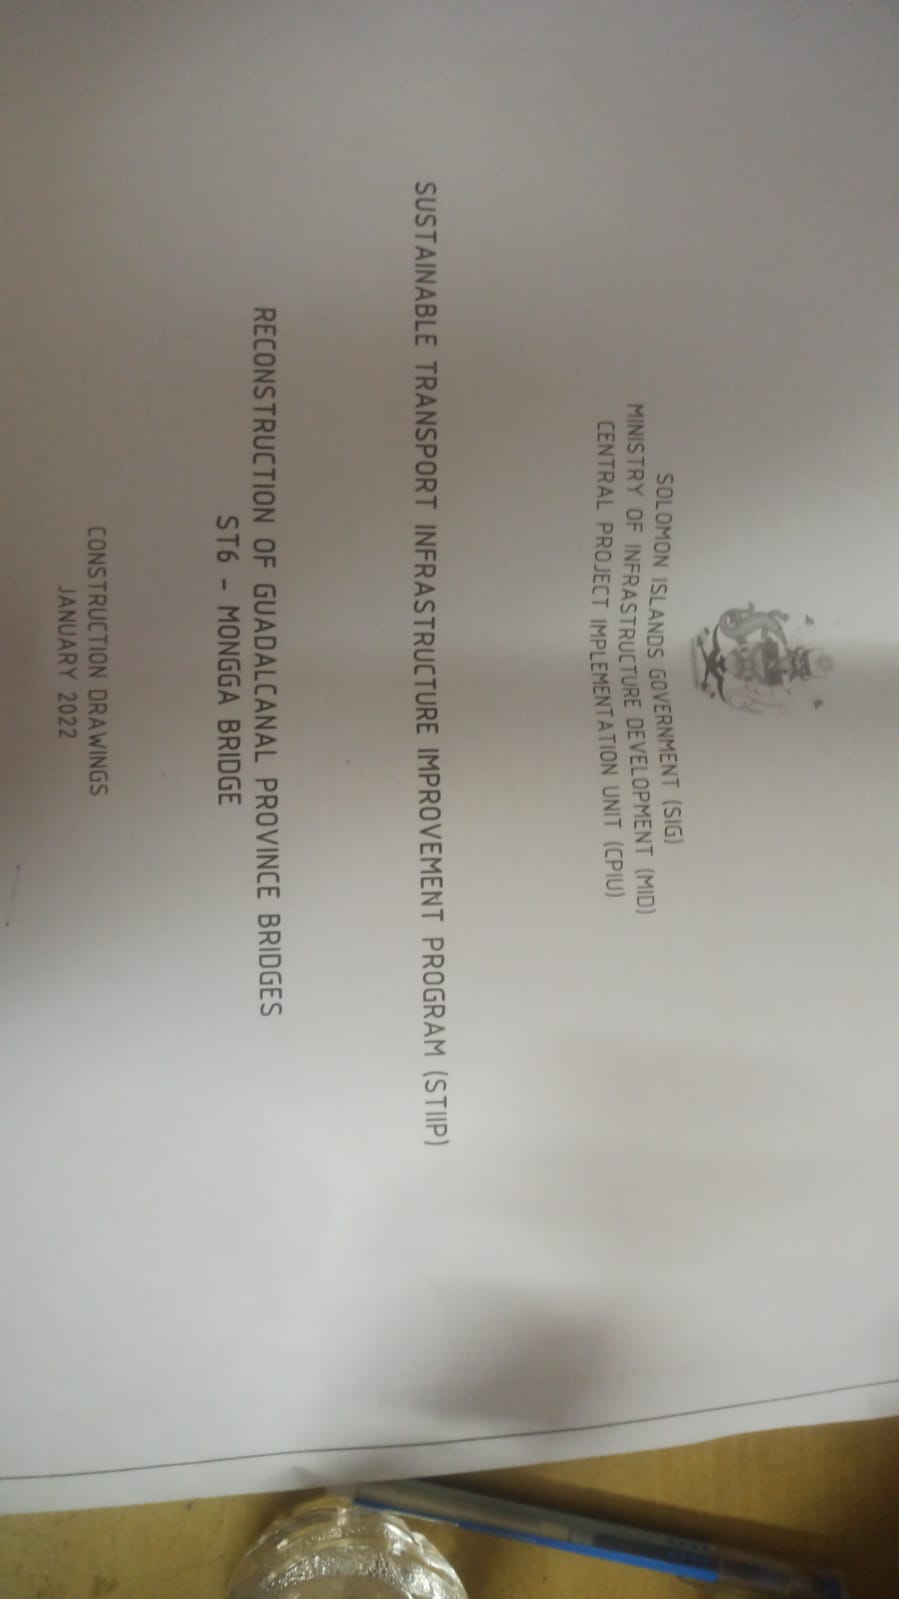 SOLOMON ISLANDS GOVERNMENT (SIG)
MINISTRY OF INFRASTRUCTURE DEVELOPMENT (MID)
CENTRAL PROJECT IMPLEMENTATION UNIT (CPIU)
SUSTAINABLE TRANSPORT INFRASTRUCTURE IMPROVEMENT PROGRAM (STIIP)
RECONSTRUCTION OF GUADALCANAL PROVINCE BRIDGES
ST6 - MONGGA BRIDGE
CONSTRUCTION DRAWINGS
JANUARY 2022